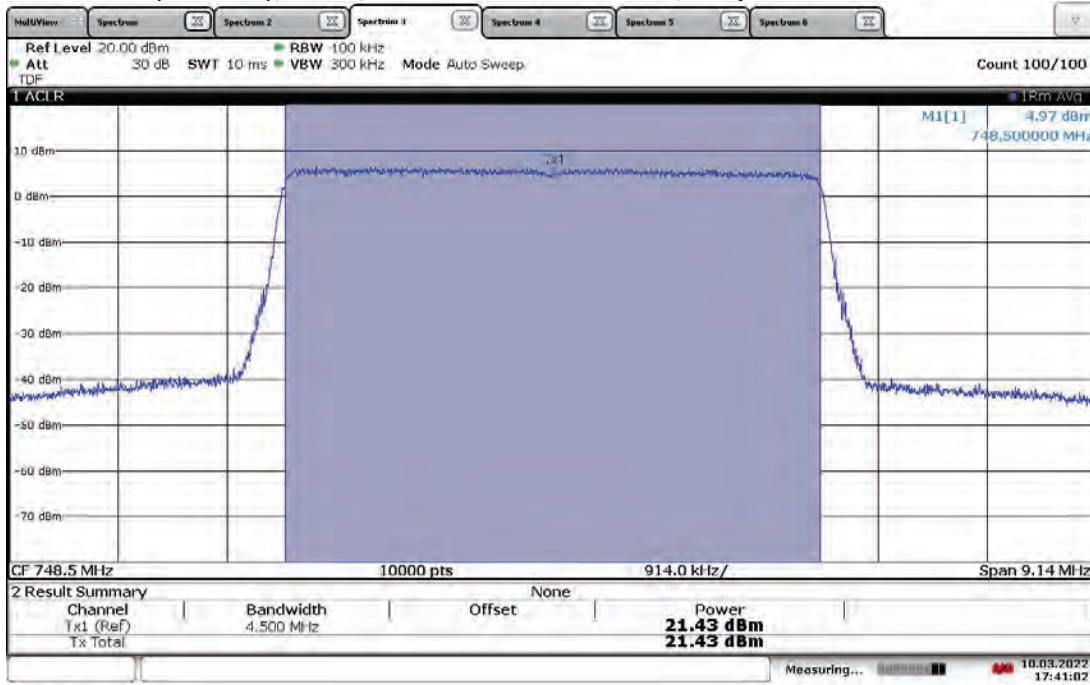 MultiView Spectrum Spectrum 2 Spectrum 3 Spectrum 4 Spectrum 5 Spectrum 6
Ref Level 20.00 dBm RBW 100 kHz
Att 30 dB SWT 10 ms VBW 300 kHz Mode Auto Sweep Count 100/100
TDF
1 ACLR 1Rm Avg
M1[1] 4.97 dBm
748.500000 MHz
10 dBm
Tx1
0 dBm
-10 dBm
-20 dBm
-30 dBm
-40 dBm
-50 dBm
-60 dBm
-70 dBm
CF 748.5 MHz 10000 pts 914.0 kHz/ Span 9.14 MHz
2 Result Summary None
Channel Bandwidth Offset Power
Tx1 (Ref) 4.500 MHz 21.43 dBm
Tx Total 21.43 dBm
Measuring... 10.03.2022
17:41:02